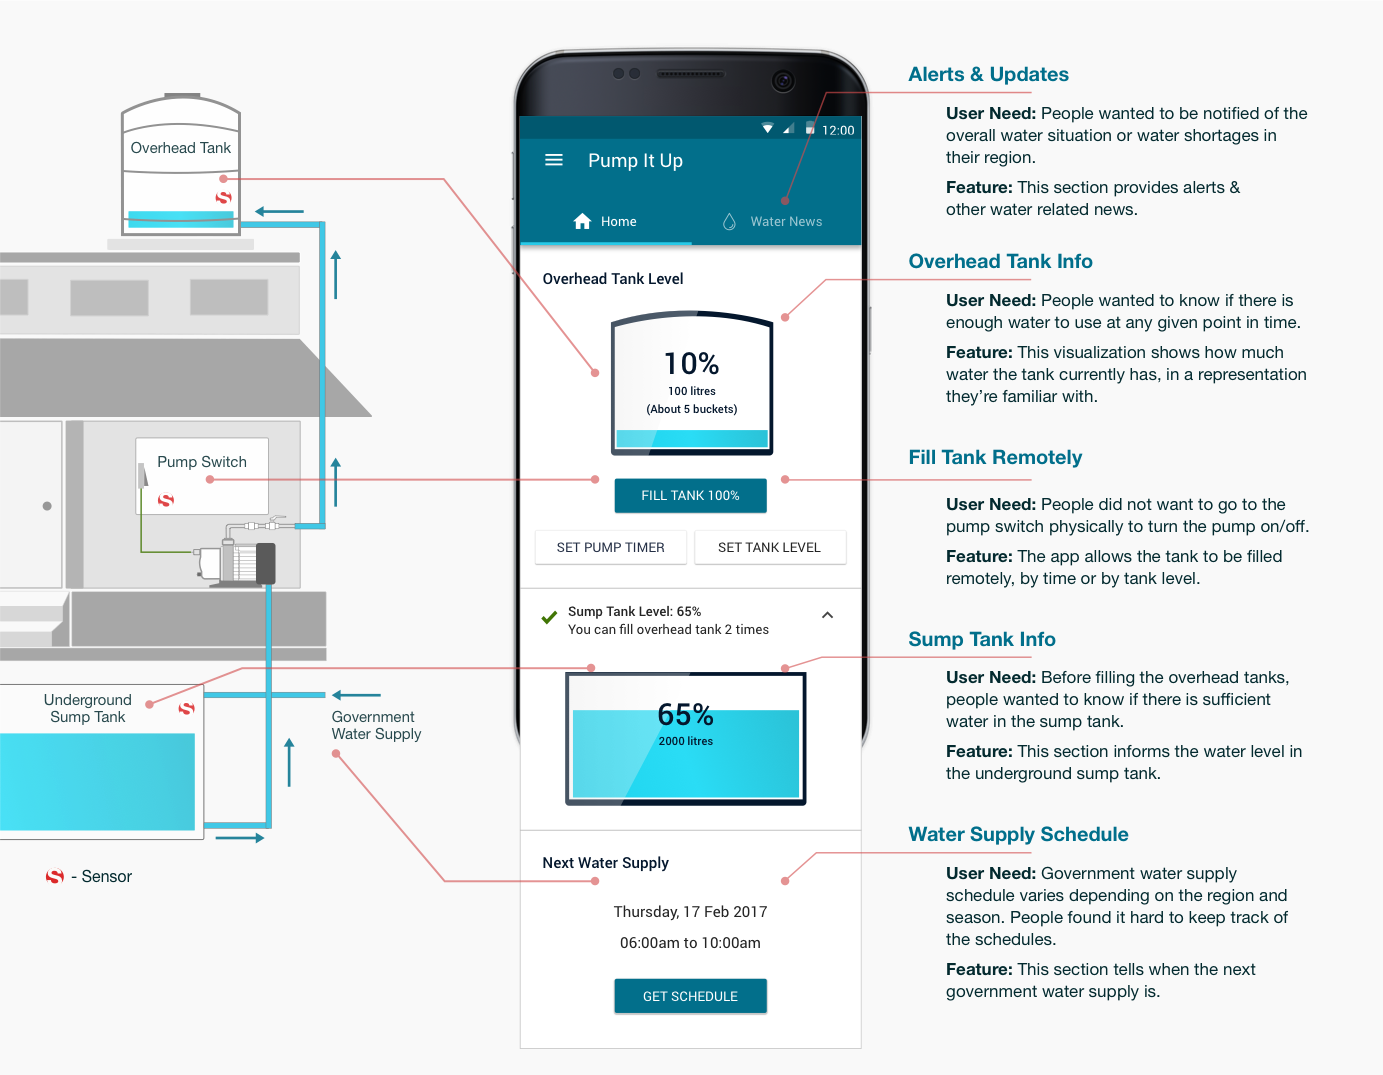 Overhead Tank
Pump Switch
Underground
Sump Tank
Government
Water Supply
S - Sensor
12:00
Pump It Up
Home
Water News
Overhead Tank Level
10%
100 litres
(About 5 buckets)
FILL TANK 100%
SET PUMP TIMER
SET TANK LEVEL
Sump Tank Level: 65%
You can fill overhead tank 2 times
65%
2000 litres
Next Water Supply
Thursday, 17 Feb 2017
06:00am to 10:00am
GET SCHEDULE
Alerts & Updates
User Need: People wanted to be notified of the
overall water situation or water shortages in
their region.
Feature: This section provides alerts &
other water related news.
Overhead Tank Info
User Need: People wanted to know if there is
enough water to use at any given point in time.
Feature: This visualization shows how much
water the tank currently has, in a representation
they’re familiar with.
Fill Tank Remotely
User Need: People did not want to go to the
pump switch physically to turn the pump on/off.
Feature: The app allows the tank to be filled
remotely, by time or by tank level.
Sump Tank Info
User Need: Before filling the overhead tanks,
people wanted to know if there is sufficient
water in the sump tank.
Feature: This section informs the water level in
the underground sump tank.
Water Supply Schedule
User Need: Government water supply
schedule varies depending on the region and
season. People found it hard to keep track of
the schedules.
Feature: This section tells when the next
government water supply is.